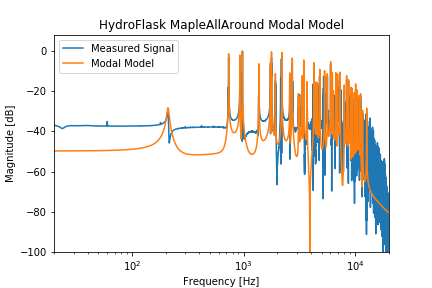 HydroFlask MapleAllAround Modal Model
Measured Signal
Modal Model
Magnitude [dB]
0
−20
−40
−60
−80
−100
10²
10³
10⁴
Frequency [Hz]